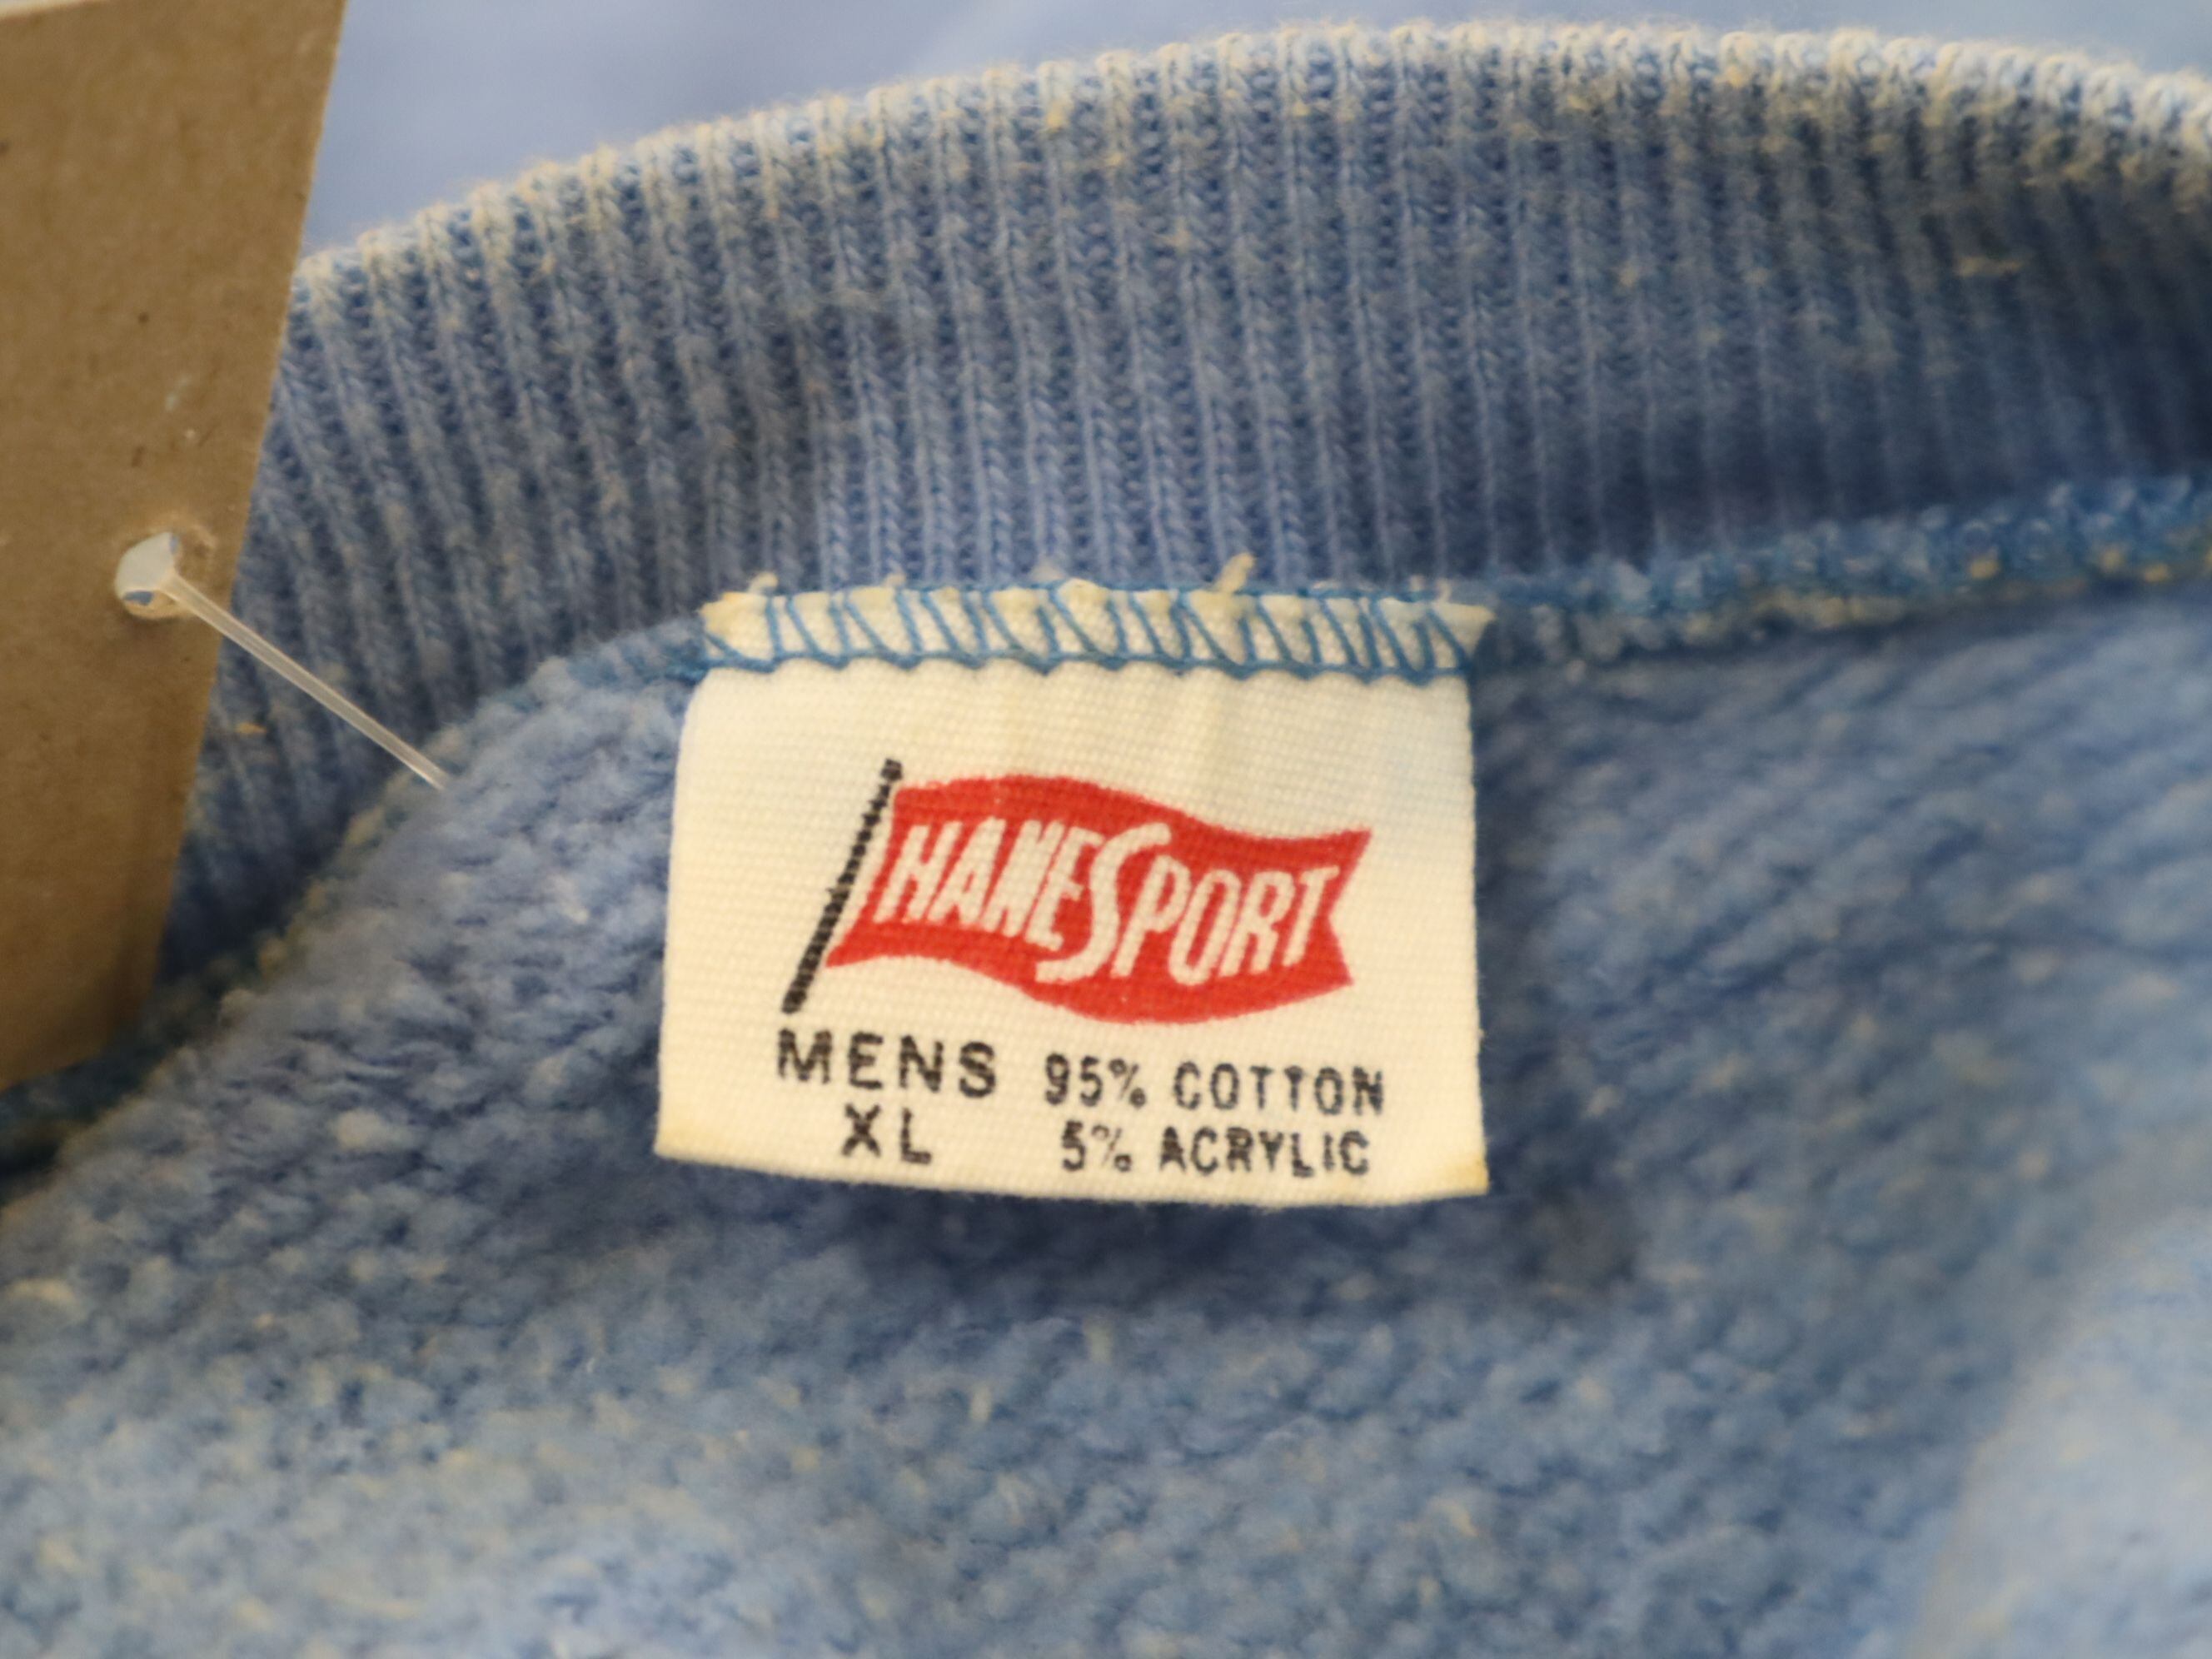 HANESPORT
MENS 95% COTTON
XL 5% ACRYLIC